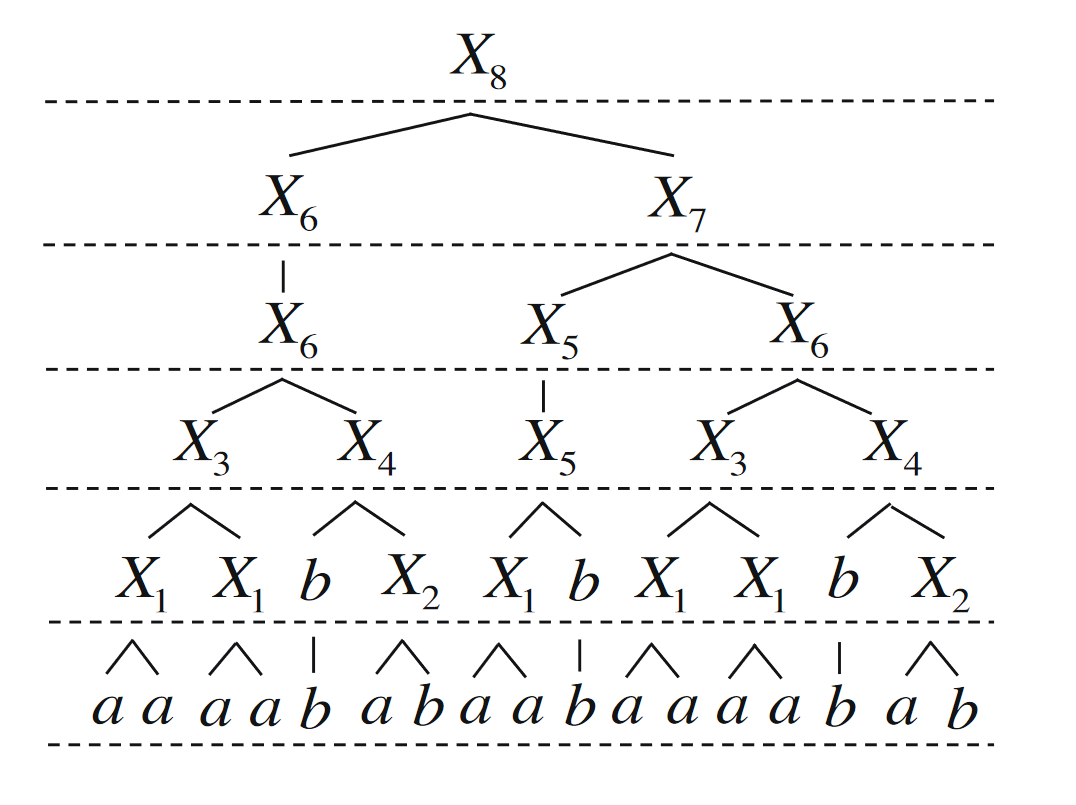 X₈
X₆ X₇
X₆ X₅ X₆
X₃ X₄ X₅ X₃ X₄
X₁ X₁ b X₂ X₁ b X₁ X₁ b X₂
a a a a b a b a a b a a a a b a b